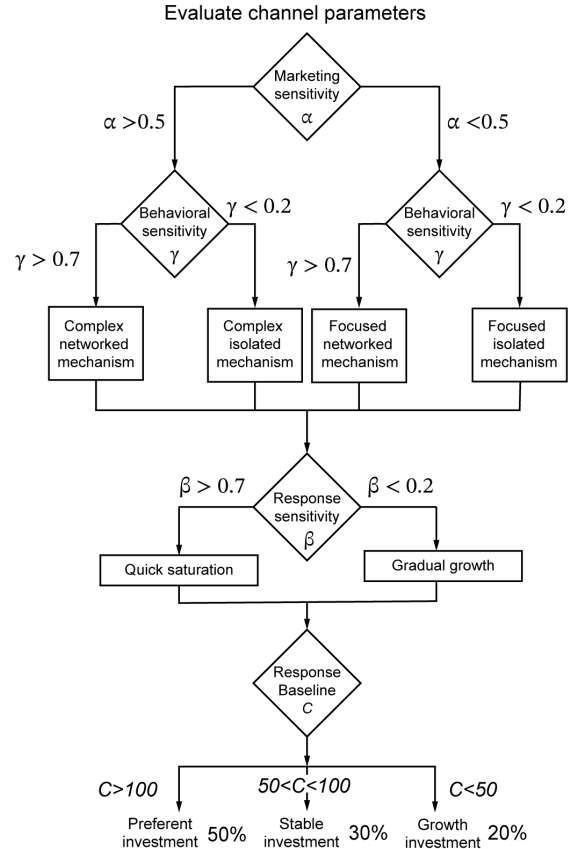 Evaluate channel parameters
Marketing
sensitivity
α
α >0.5
α <0.5
Behavioral
sensitivity
γ
γ < 0.2
γ > 0.7
Behavioral
sensitivity
γ
γ < 0.2
γ > 0.7
Complex
networked
mechanism
Complex
isolated
mechanism
Focused
networked
mechanism
Focused
isolated
mechanism
β > 0.7
β < 0.2
Response
sensitivity
β
Quick saturation
Gradual growth
Response
Baseline
C
C>100
50<C<100
C<50
Preferent
investment
50%
Stable
investment
30%
Growth
investment
20%